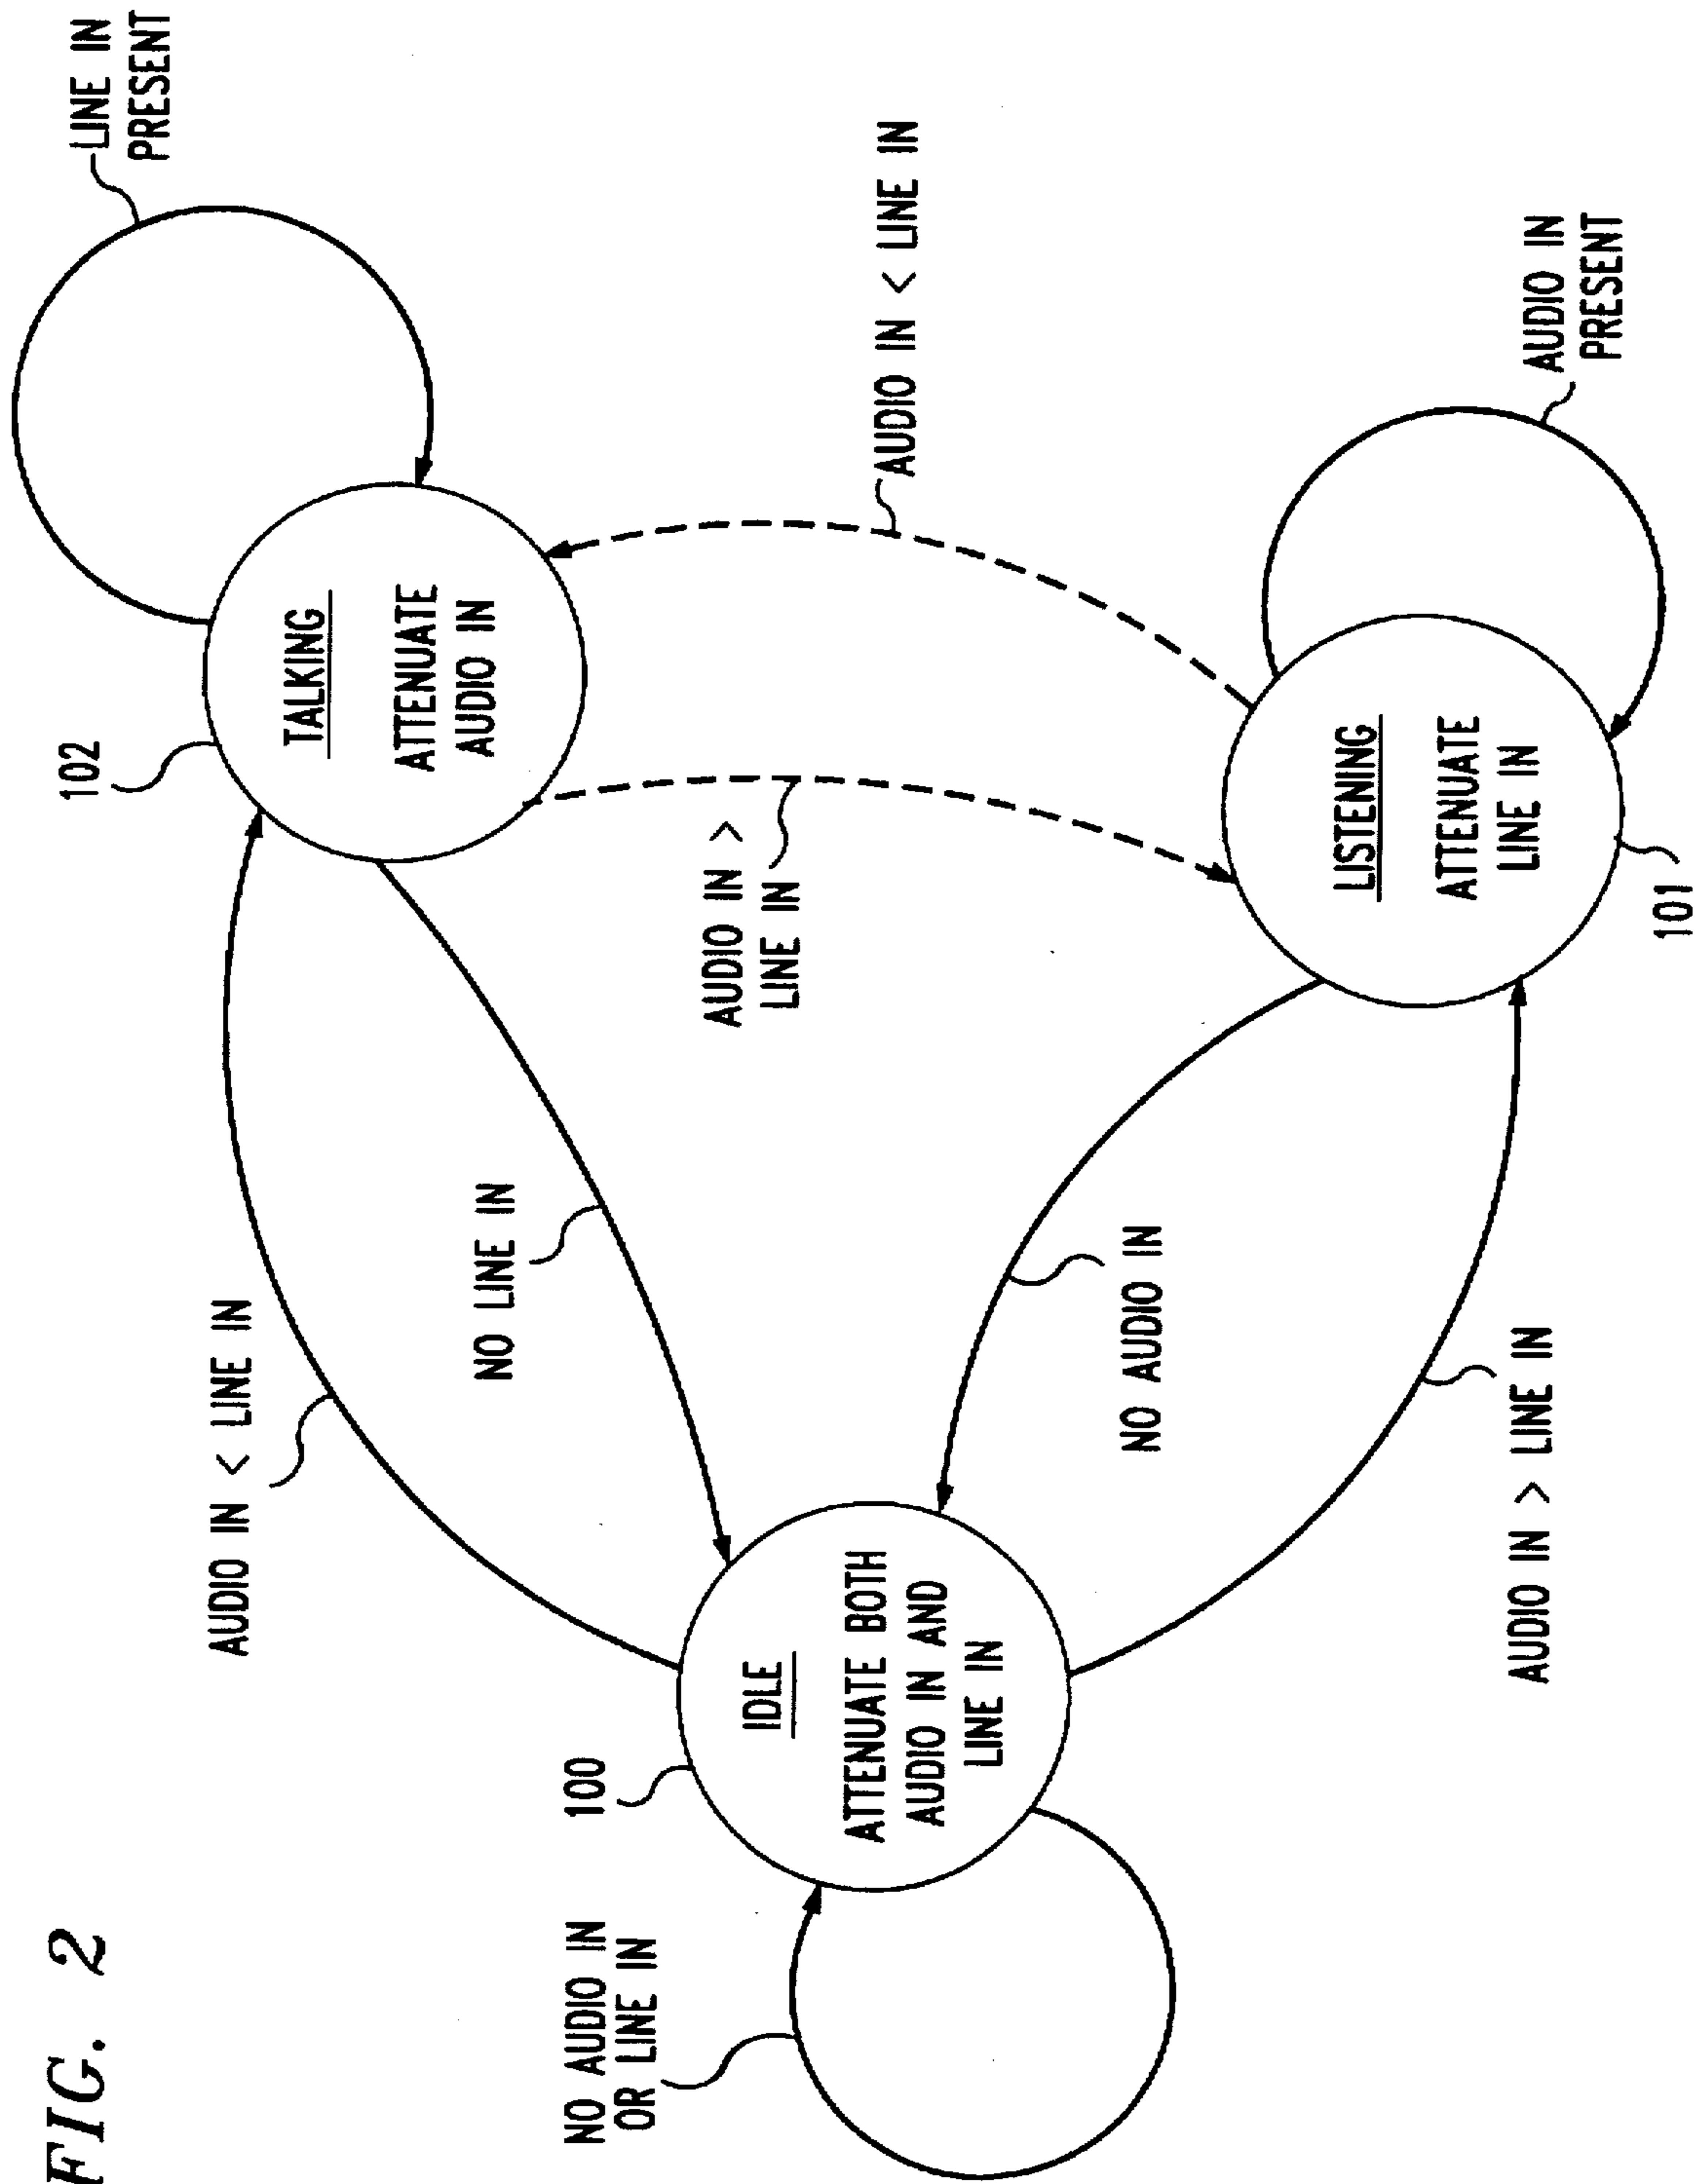 FIG. 2
LINE IN
PRESENT
102
TALKING
ATTENUATE
AUDIO IN
AUDIO IN < LINE IN
NO LINE IN
AUDIO IN >
LINE IN
AUDIO IN < LINE IN
100
IDLE
ATTENUATE BOTH
AUDIO IN AND
LINE IN
NO AUDIO IN
OR LINE IN
NO AUDIO IN
AUDIO IN > LINE IN
LISTENING
ATTENUATE
LINE IN
101
AUDIO IN
PRESENT